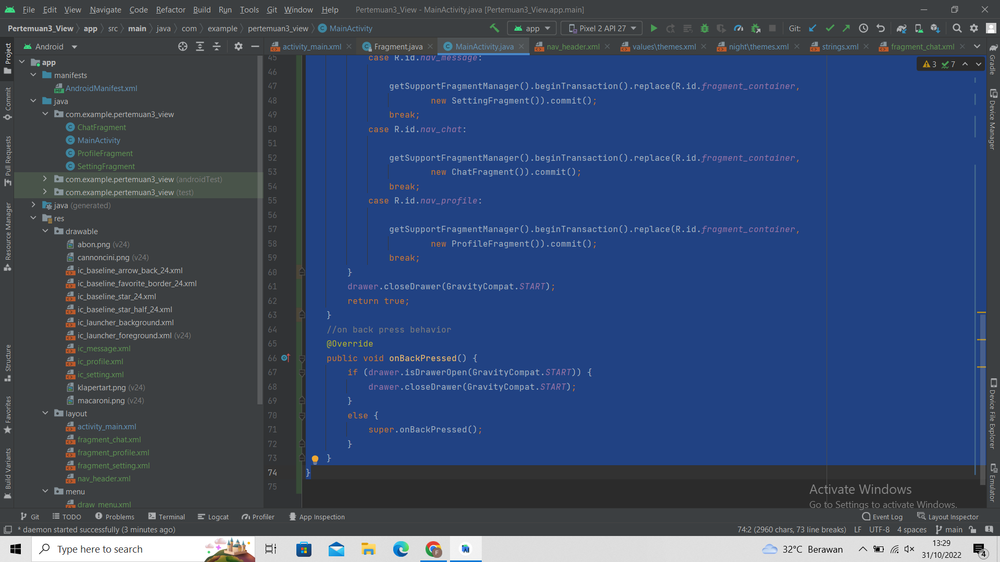 File Edit View Navigate Code Refactor Build Run Tools Git Window Help Pertemuan3_View - MainActivity.java [Pertemuan3_View.app.main]
Pertemuan3_View app src main java com example pertemuan3_view MainActivity app Pixel 2 API 27 Git:
Android activity_main.xml Fragment.java MainActivity.java nav_header.xml values\themes.xml night\themes.xml strings.xml fragment_chat.xml
Project
Commit
Pull Requests
Resource Manager
Structure
Favorites
Build Variants
app
manifests
AndroidManifest.xml
java
com.example.pertemuan3_view
ChatFragment
MainActivity
ProfileFragment
SettingFragment
com.example.pertemuan3_view (androidTest)
com.example.pertemuan3_view (test)
java (generated)
res
drawable
abon.png (v24)
cannoncini.png (v24)
ic_baseline_arrow_back_24.xml
ic_baseline_favorite_border_24.xml
ic_baseline_star_24.xml
ic_baseline_star_half_24.xml
ic_launcher_background.xml
ic_launcher_foreground.xml (v24)
ic_message.xml
ic_profile.xml
ic_setting.xml
klapertart.png (v24)
macaroni.png (v24)
layout
activity_main.xml
fragment_chat.xml
fragment_profile.xml
fragment_setting.xml
nav_header.xml
menu
draw_menu.xml
3 7
45 case R.id.nav_message:
46
47 getSupportFragmentManager().beginTransaction().replace(R.id.fragment_container,
48 new SettingFragment()).commit();
49 break;
50 case R.id.nav_chat:
51
52 getSupportFragmentManager().beginTransaction().replace(R.id.fragment_container,
53 new ChatFragment()).commit();
54 break;
55 case R.id.nav_profile:
56
57 getSupportFragmentManager().beginTransaction().replace(R.id.fragment_container,
58 new ProfileFragment()).commit();
59 break;
60 }
61 drawer.closeDrawer(GravityCompat.START);
62 return true;
63 }
64 //on back press behavior
65 @Override
66 public void onBackPressed() {
67 if (drawer.isDrawerOpen(GravityCompat.START)) {
68 drawer.closeDrawer(GravityCompat.START);
69 }
70 else {
71 super.onBackPressed();
72 }
73 }
74 }
75
Gradle
Device Manager
Device File Explorer
Emulator
Activate Windows
Go to Settings to activate Windows.
Git TODO Problems Terminal Logcat Profiler App Inspection Event Log Layout Inspector
* daemon started successfully (3 minutes ago) 74:2 (2960 chars, 73 line breaks) LF UTF-8 4 spaces main
Type here to search F 32°C Berawan 13:29
31/10/2022 4